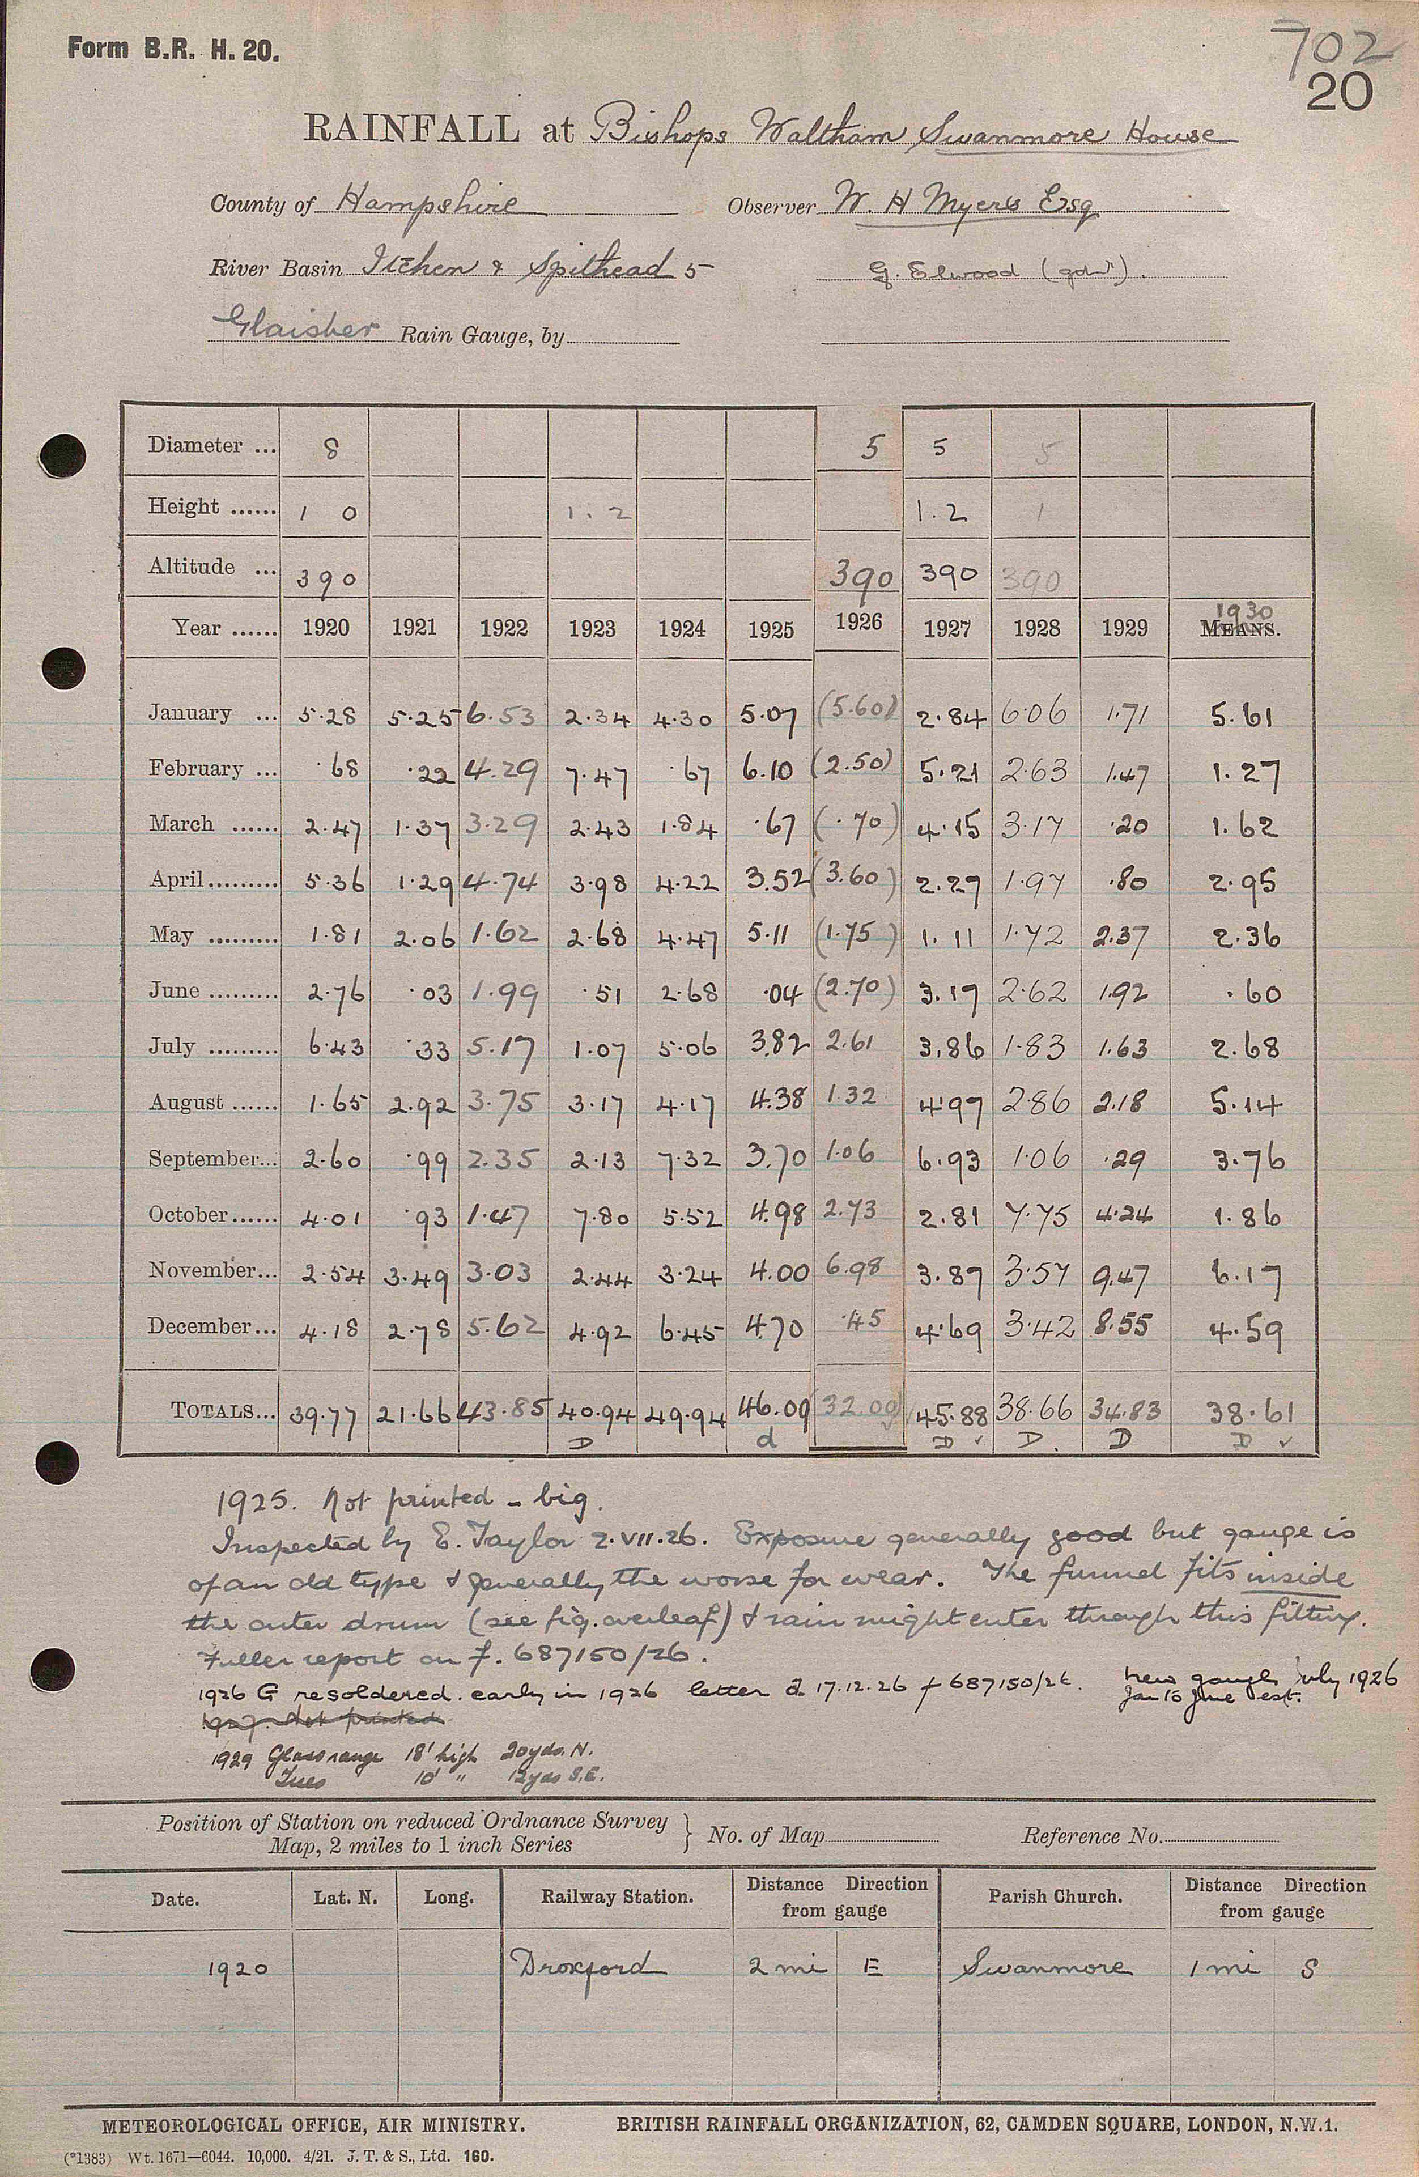 Form B.R. H. 20.
702
20
RAINFALL at Bishops Waltham Swanmore House
County of Hampshire Observer W. H Myers Esq
River Basin Itchen & Spithead 5 G. Elwood (gdnr).
Glaisher Rain Gauge, by
Diameter ... 8 5 5 5
Height ...... 1 0 1.2 1.2 1
Altitude ... 390 390 390 390
1930
Year ...... 1920 1921 1922 1923 1924 1925 1926 1927 1928 1929 MEANS.
January ... 5.28 5.25 6.53 2.34 4.30 5.07 (5.60) 2.84 6.06 1.71 5.61
February ... .68 .22 4.29 7.47 .67 6.10 (2.50) 5.21 2.63 1.47 1.27
March ...... 2.47 1.37 3.29 2.43 1.84 .67 (.70) 4.15 3.17 .20 1.62
April......... 5.36 1.29 4.74 3.98 4.22 3.52 (3.60) 2.27 1.97 .80 2.95
May ......... 1.81 2.06 1.62 2.68 4.47 5.11 (1.75) 1.11 1.72 2.37 2.36
June ......... 2.76 .03 1.99 .51 2.68 .04 (2.70) 3.17 2.62 1.92 .60
July ......... 6.43 .33 5.17 1.07 5.06 3.82 2.61 3.86 1.83 1.63 2.68
August ...... 1.65 2.92 3.75 3.17 4.17 4.38 1.32 4.97 2.86 2.18 5.14
September... 2.60 .99 2.35 2.13 7.32 3.70 1.06 6.93 1.06 .29 3.76
October...... 4.01 .93 1.47 7.80 5.52 4.98 2.73 2.81 7.75 4.24 1.86
November... 2.54 3.49 3.03 2.44 3.24 4.00 6.98 3.87 3.57 9.47 6.17
December... 4.18 2.78 5.62 4.92 6.45 4.70 .45 4.69 3.42 8.55 4.59
TOTALS... 39.77 21.66 43.85 40.94 49.94 46.09 (32.00) 45.88 38.66 34.83 38.61
D d D ✓ D. D D ✓
1925. Not printed - big.
Inspected by E. Taylor 2.VII.26. Exposure generally good but gauge is
of an old type & generally the worse for wear. The funnel fits inside
the outer drum (see fig. overleaf) & rain might enter through this fitting.
Fuller report on f. 687150/26.
1926 G resoldered early in 1926 letter d 17.12.26 f 687150/26. New gauge July 1926
Jan to June est.
1927. Not printed
1929 Glass range 18' high 20yds. N.
Trees 10' " 12yds S.E.
Position of Station on reduced Ordnance Survey
Map, 2 miles to 1 inch Series } No. of Map Reference No.
Date. Lat. N. Long. Railway Station. Distance Direction from gauge Parish Church. Distance Direction from gauge
1920 Droxford 2 mi E Swanmore 1 mi S
METEOROLOGICAL OFFICE, AIR MINISTRY. BRITISH RAINFALL ORGANIZATION, 62, CAMDEN SQUARE, LONDON, N.W.1.
(*1383) Wt. 1671—6044. 10,000. 4/21. J. T. & S., Ltd. 160.